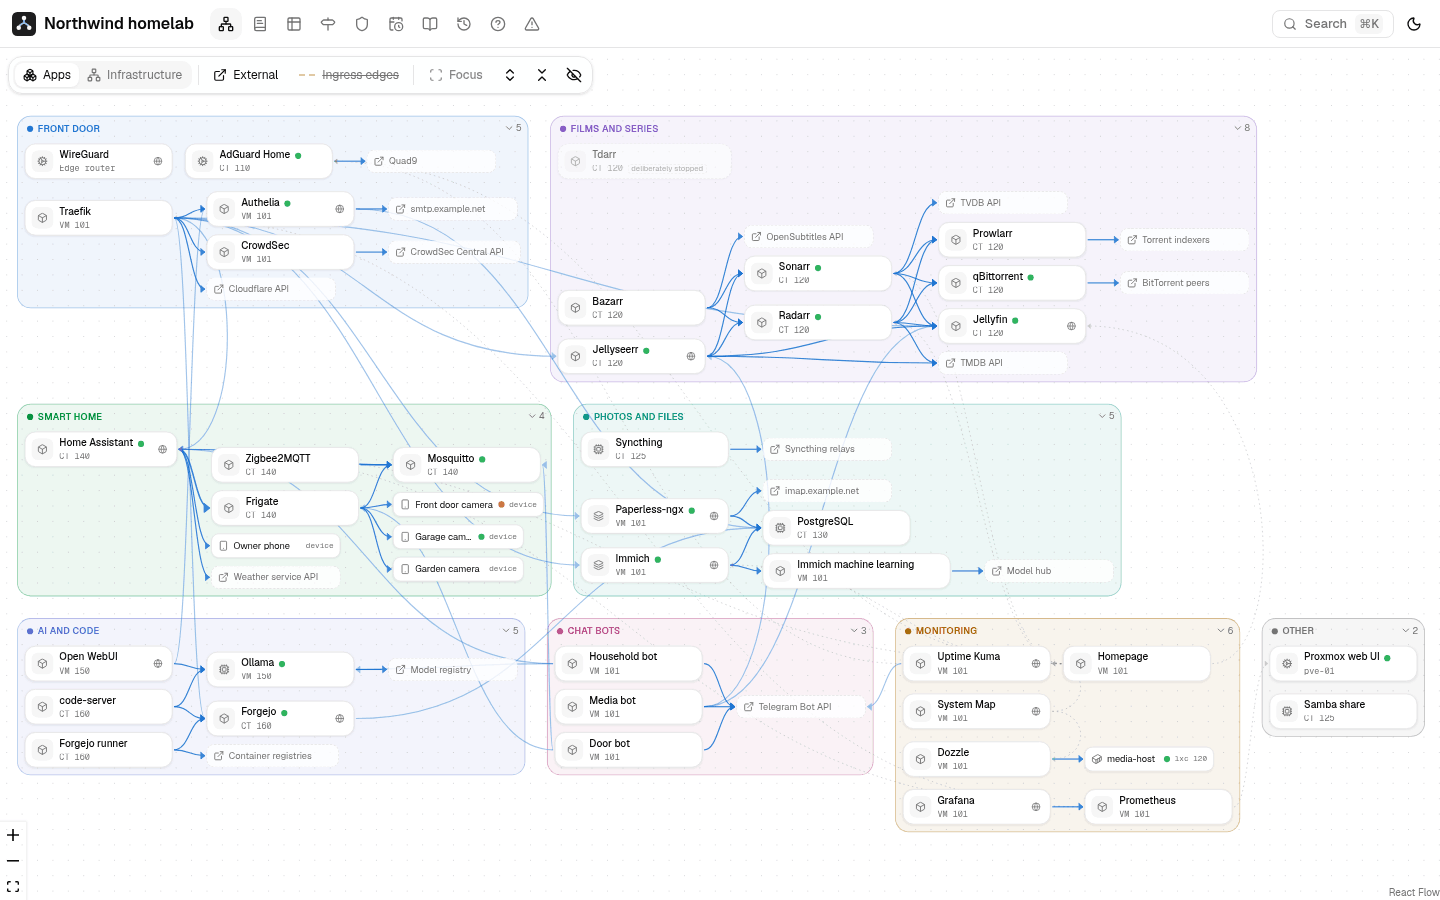 Northwind homelab
Search ⌘K
Apps
Infrastructure
External
Ingress edges
Focus
FRONT DOOR
5
WireGuard
Edge router
AdGuard Home
CT 110
Quad9
Traefik
VM 101
Authelia
VM 101
smtp.example.net
CrowdSec
VM 101
CrowdSec Central API
Cloudflare API
FILMS AND SERIES
8
Tdarr
CT 120 deliberately stopped
TVDB API
OpenSubtitles API
Prowlarr
CT 120
Torrent indexers
Sonarr
CT 120
qBittorrent
CT 120
BitTorrent peers
Bazarr
CT 120
Radarr
CT 120
Jellyfin
CT 120
Jellyseerr
CT 120
TMDB API
SMART HOME
4
Home Assistant
CT 140
Zigbee2MQTT
CT 140
Mosquitto
CT 140
Frigate
CT 140
Front door camera device
Owner phone device
Garage cam... device
Weather service API
Garden camera device
PHOTOS AND FILES
5
Syncthing
CT 125
Syncthing relays
imap.example.net
Paperless-ngx
VM 101
PostgreSQL
CT 130
Immich
VM 101
Immich machine learning
VM 101
Model hub
AI AND CODE
5
Open WebUI
VM 150
Ollama
VM 150
Model registry
code-server
CT 160
Forgejo
CT 160
Forgejo runner
CT 160
Container registries
CHAT BOTS
3
Household bot
VM 101
Media bot
VM 101
Telegram Bot API
Door bot
VM 101
MONITORING
6
Uptime Kuma
VM 101
Homepage
VM 101
System Map
VM 101
Dozzle
VM 101
media-host lxc 120
Grafana
VM 101
Prometheus
VM 101
OTHER
2
Proxmox web UI
pve-01
Samba share
CT 125
React Flow